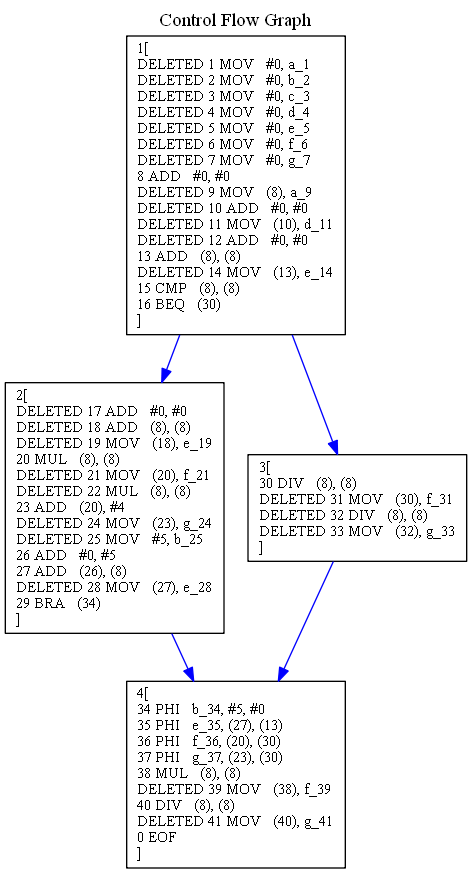 Control Flow Graph
1[
DELETED 1 MOV #0, a_1
DELETED 2 MOV #0, b_2
DELETED 3 MOV #0, c_3
DELETED 4 MOV #0, d_4
DELETED 5 MOV #0, e_5
DELETED 6 MOV #0, f_6
DELETED 7 MOV #0, g_7
8 ADD #0, #0
DELETED 9 MOV (8), a_9
DELETED 10 ADD #0, #0
DELETED 11 MOV (10), d_11
DELETED 12 ADD #0, #0
13 ADD (8), (8)
DELETED 14 MOV (13), e_14
15 CMP (8), (8)
16 BEQ (30)
]
2[
DELETED 17 ADD #0, #0
DELETED 18 ADD (8), (8)
DELETED 19 MOV (18), e_19
20 MUL (8), (8)
DELETED 21 MOV (20), f_21
DELETED 22 MUL (8), (8)
23 ADD (20), #4
DELETED 24 MOV (23), g_24
DELETED 25 MOV #5, b_25
26 ADD #0, #5
27 ADD (26), (8)
DELETED 28 MOV (27), e_28
29 BRA (34)
]
3[
30 DIV (8), (8)
DELETED 31 MOV (30), f_31
DELETED 32 DIV (8), (8)
DELETED 33 MOV (32), g_33
]
4[
34 PHI b_34, #5, #0
35 PHI e_35, (27), (13)
36 PHI f_36, (20), (30)
37 PHI g_37, (23), (30)
38 MUL (8), (8)
DELETED 39 MOV (38), f_39
40 DIV (8), (8)
DELETED 41 MOV (40), g_41
0 EOF
]